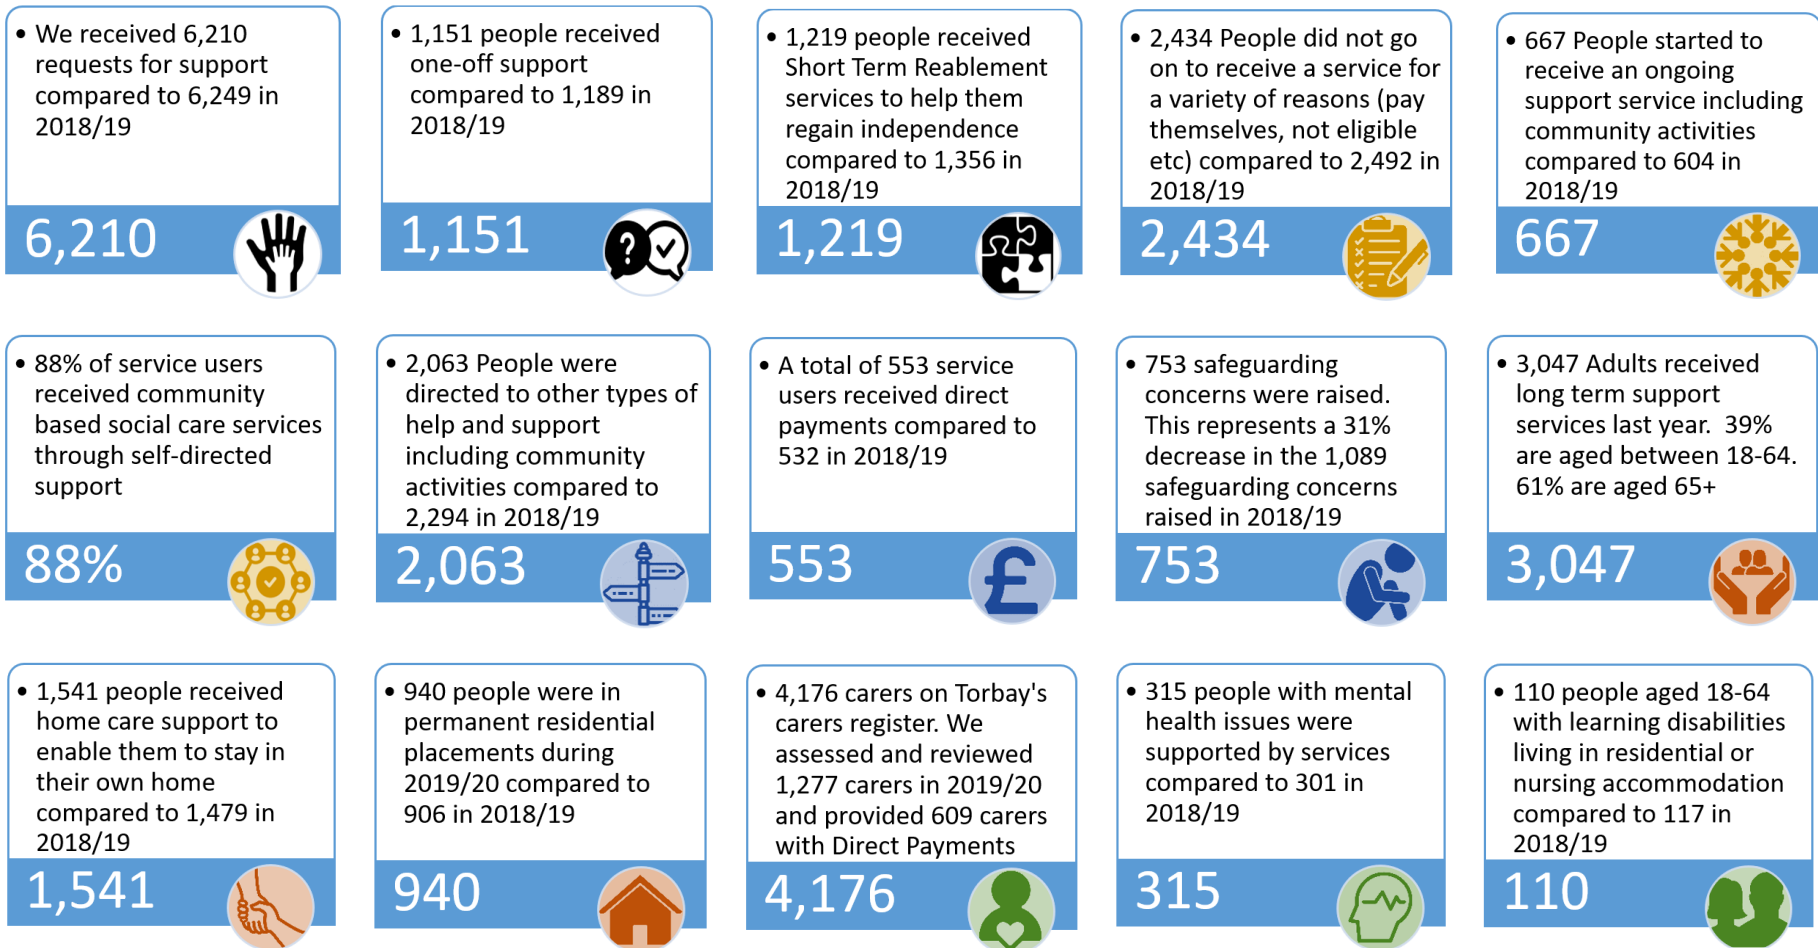 • We received 6,210
requests for support
compared to 6,249 in
2018/19
6,210
• 1,151 people received
one-off support
compared to 1,189 in
2018/19
1,151
?
• 1,219 people received
Short Term Reablement
services to help them
regain independence
compared to 1,356 in
2018/19
1,219
• 2,434 People did not go
on to receive a service for
a variety of reasons (pay
themselves, not eligible
etc) compared to 2,492 in
2018/19
2,434
• 667 People started to
receive an ongoing
support service including
community activities
compared to 604 in
2018/19
667
• 88% of service users
received community
based social care services
through self-directed
support
88%
• 2,063 People were
directed to other types of
help and support
including community
activities compared to
2,294 in 2018/19
2,063
• A total of 553 service
users received direct
payments compared to
532 in 2018/19
553
£
• 753 safeguarding
concerns were raised.
This represents a 31%
decrease in the 1,089
safeguarding concerns
raised in 2018/19
753
• 3,047 Adults received
long term support
services last year. 39%
are aged between 18-64.
61% are aged 65+
3,047
• 1,541 people received
home care support to
enable them to stay in
their own home
compared to 1,479 in
2018/19
1,541
• 940 people were in
permanent residential
placements during
2019/20 compared to
906 in 2018/19
940
• 4,176 carers on Torbay's
carers register. We
assessed and reviewed
1,277 carers in 2019/20
and provided 609 carers
with Direct Payments
4,176
• 315 people with mental
health issues were
supported by services
compared to 301 in
2018/19
315
• 110 people aged 18-64
with learning disabilities
living in residential or
nursing accommodation
compared to 117 in
2018/19
110